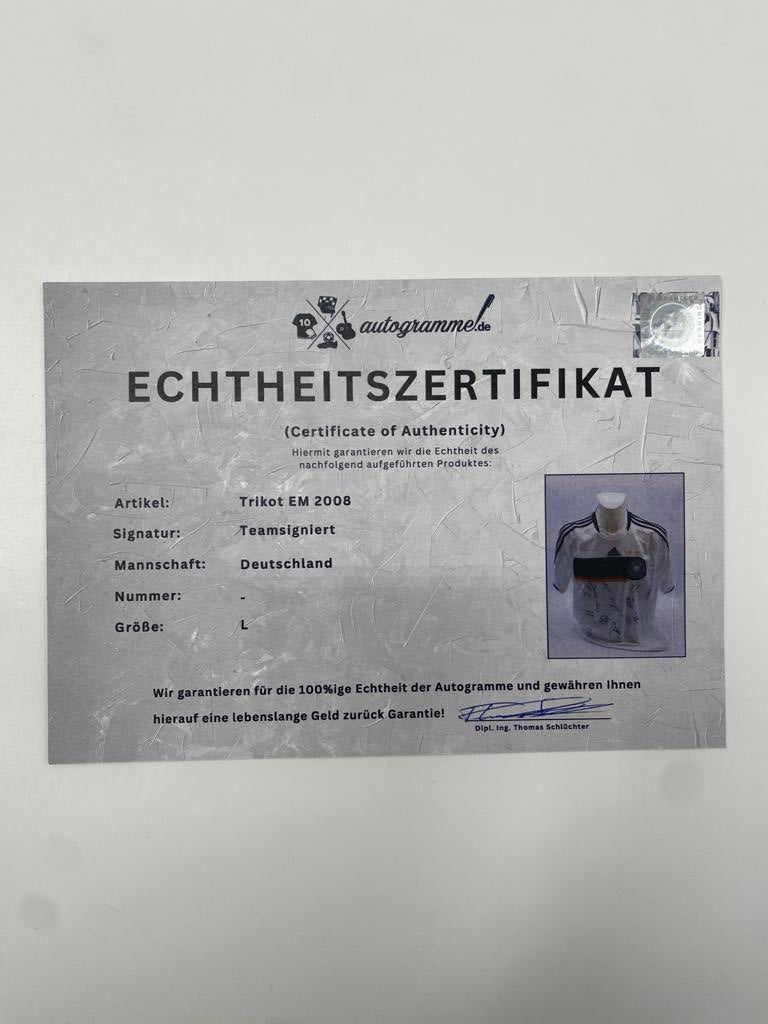 10
autogramme.de
ECHTHEITSZERTIFIKAT
(Certificate of Authenticity)
Hiermit garantieren wir die Echtheit des
nachfolgend aufgeführten Produktes:
Artikel: Trikot EM 2008
Signatur: Teamsigniert
Mannschaft: Deutschland
Nummer: -
Größe: L
Wir garantieren für die 100%ige Echtheit der Autogramme und gewähren Ihnen
hierauf eine lebenslange Geld zurück Garantie!
Dipl. Ing. Thomas Schlüchter